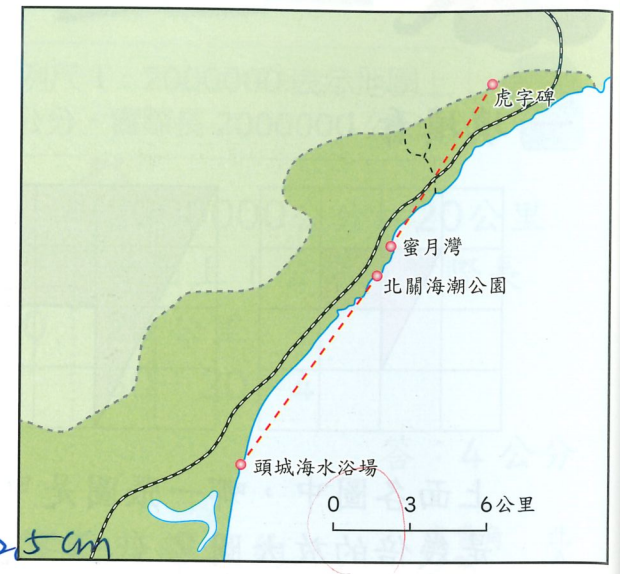 虎字碑
蜜月灣
北關海潮公園
頭城海水浴場
0 3 6公里
2.5cm